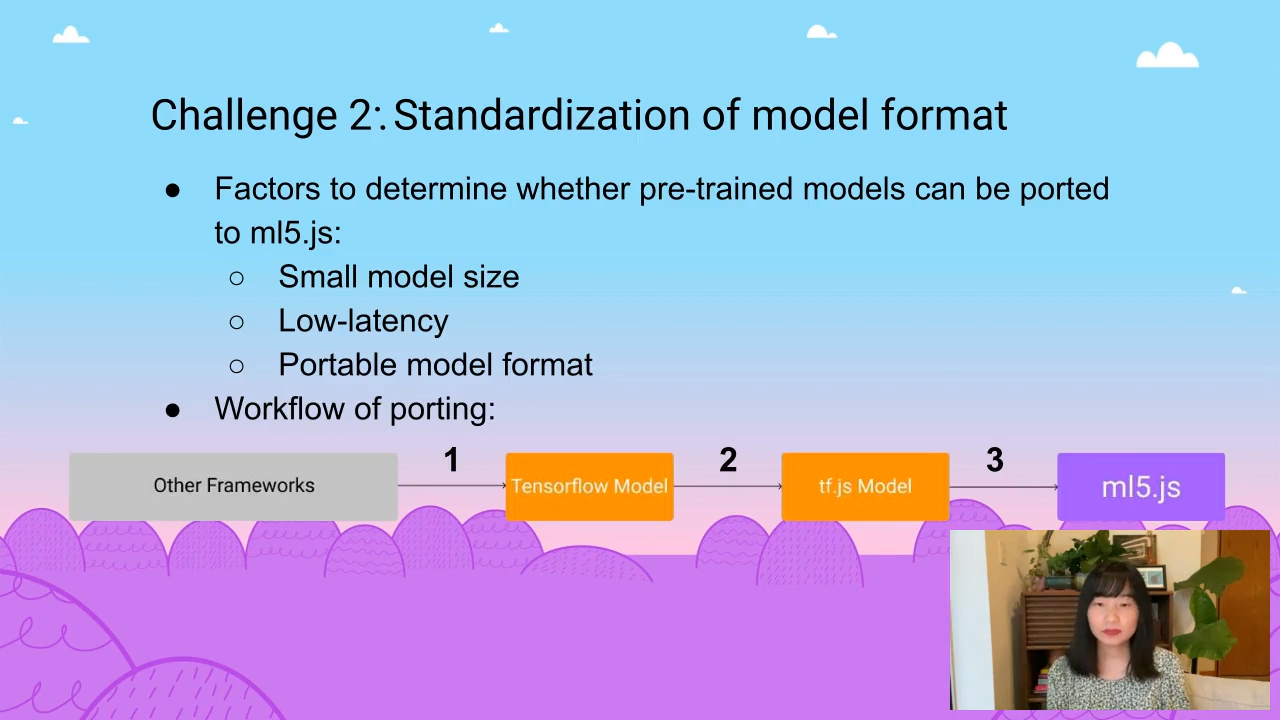 Challenge 2: Standardization of model format
● Factors to determine whether pre-trained models can be ported
to ml5.js:
○ Small model size
○ Low-latency
○ Portable model format
● Workflow of porting:
1 2 3
Other Frameworks Tensorflow Model tf.js Model ml5.js